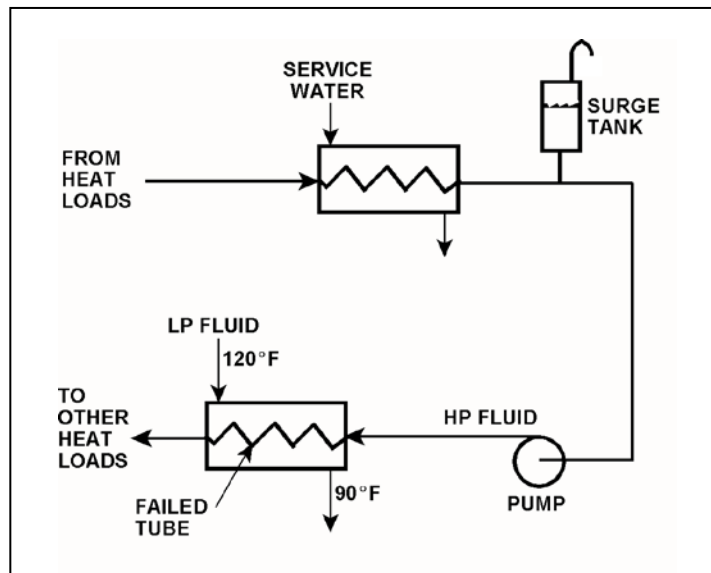 SERVICE
WATER
SURGE
TANK
FROM
HEAT
LOADS
LP FLUID
120°F
TO
OTHER
HEAT
LOADS
HP FLUID
90°F
PUMP
FAILED
TUBE